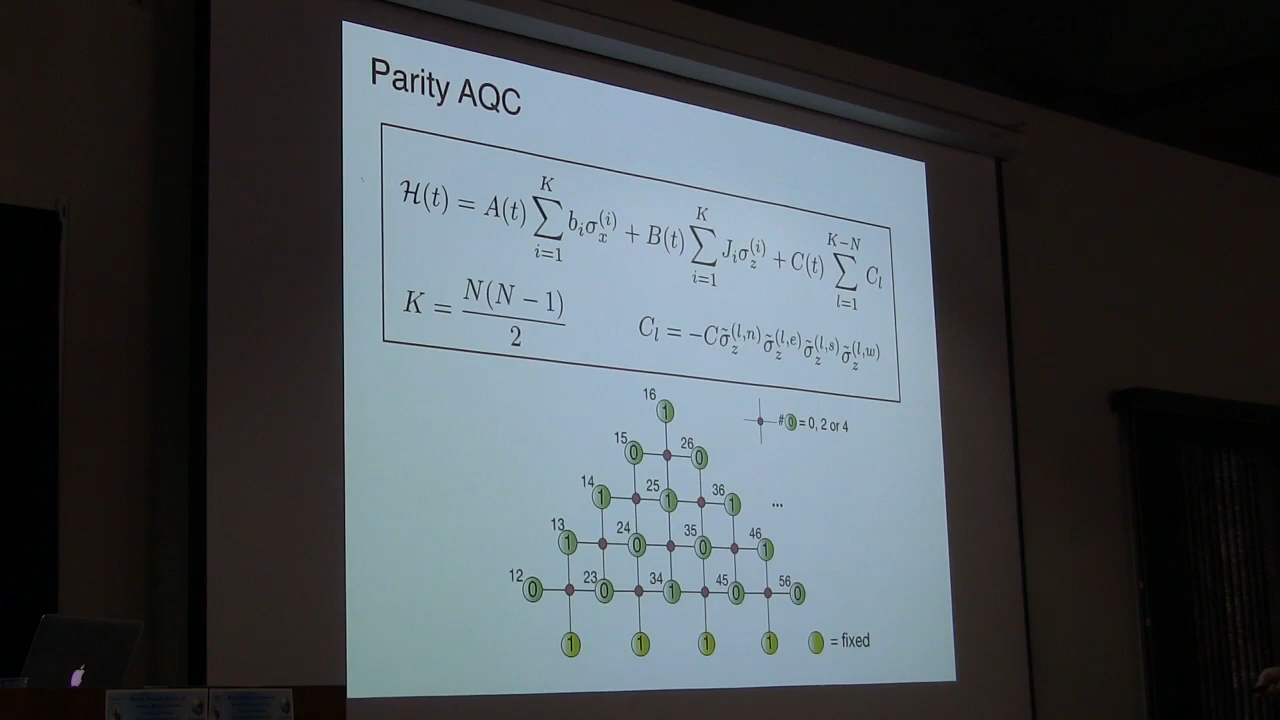 Parity AQC
H(t) = A(t) ∑_{i=1}^{K} b_i σ_x^{(i)} + B(t) ∑_{i=1}^{K} J_i σ_z^{(i)} + C(t) ∑_{l=1}^{K−N} C_l
K = N(N − 1) / 2    C_l = −C σ̃_z^{(l,n)} σ̃_z^{(l,e)} σ̃_z^{(l,s)} σ̃_z^{(l,w)}
16 1
# 0 = 0, 2 or 4
15 0 26 0
14 1 25 1 36 1 ...
13 1 24 0 35 0 46 1
12 0 23 0 34 1 45 0 56 0
1 1 1 1 = fixed